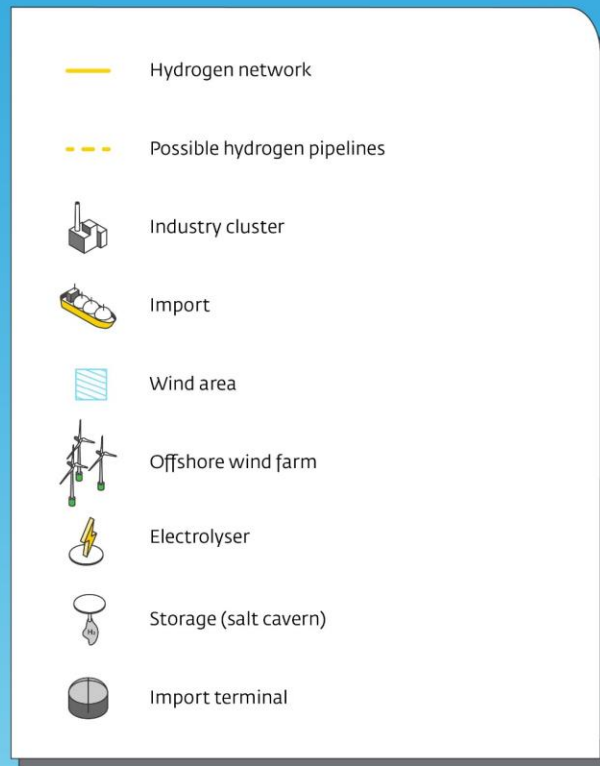 Hydrogen network
Possible hydrogen pipelines
Industry cluster
Import
Wind area
Offshore wind farm
Electrolyser
H₂
Storage (salt cavern)
Import terminal